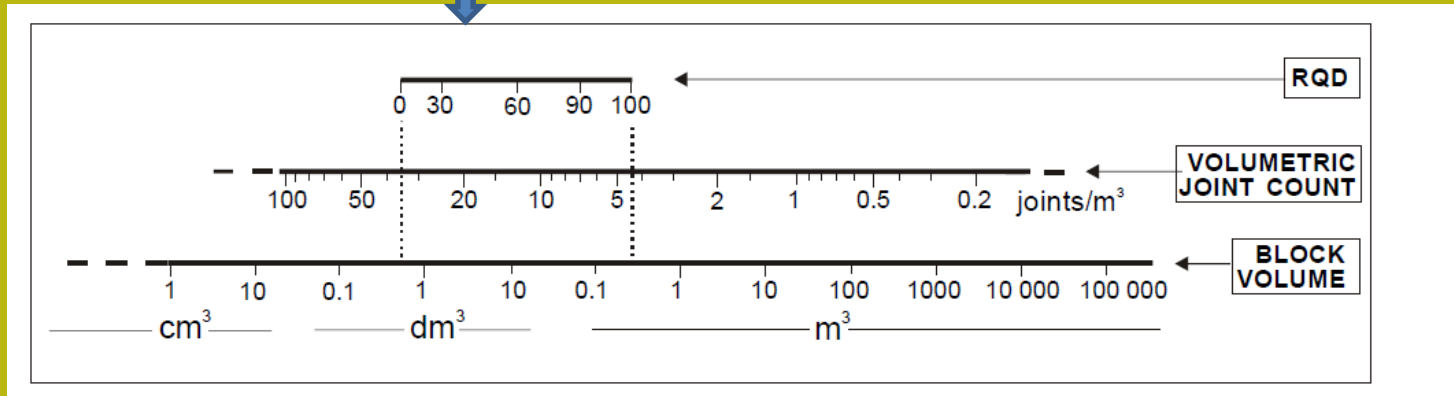 RQD
0 30 60 90 100
VOLUMETRIC
JOINT COUNT
100 50 20 10 5 2 1 0.5 0.2 joints/m³
BLOCK
VOLUME
1 10 0.1 1 10 0.1 1 10 100 1000 10 000 100 000
cm³ dm³ m³